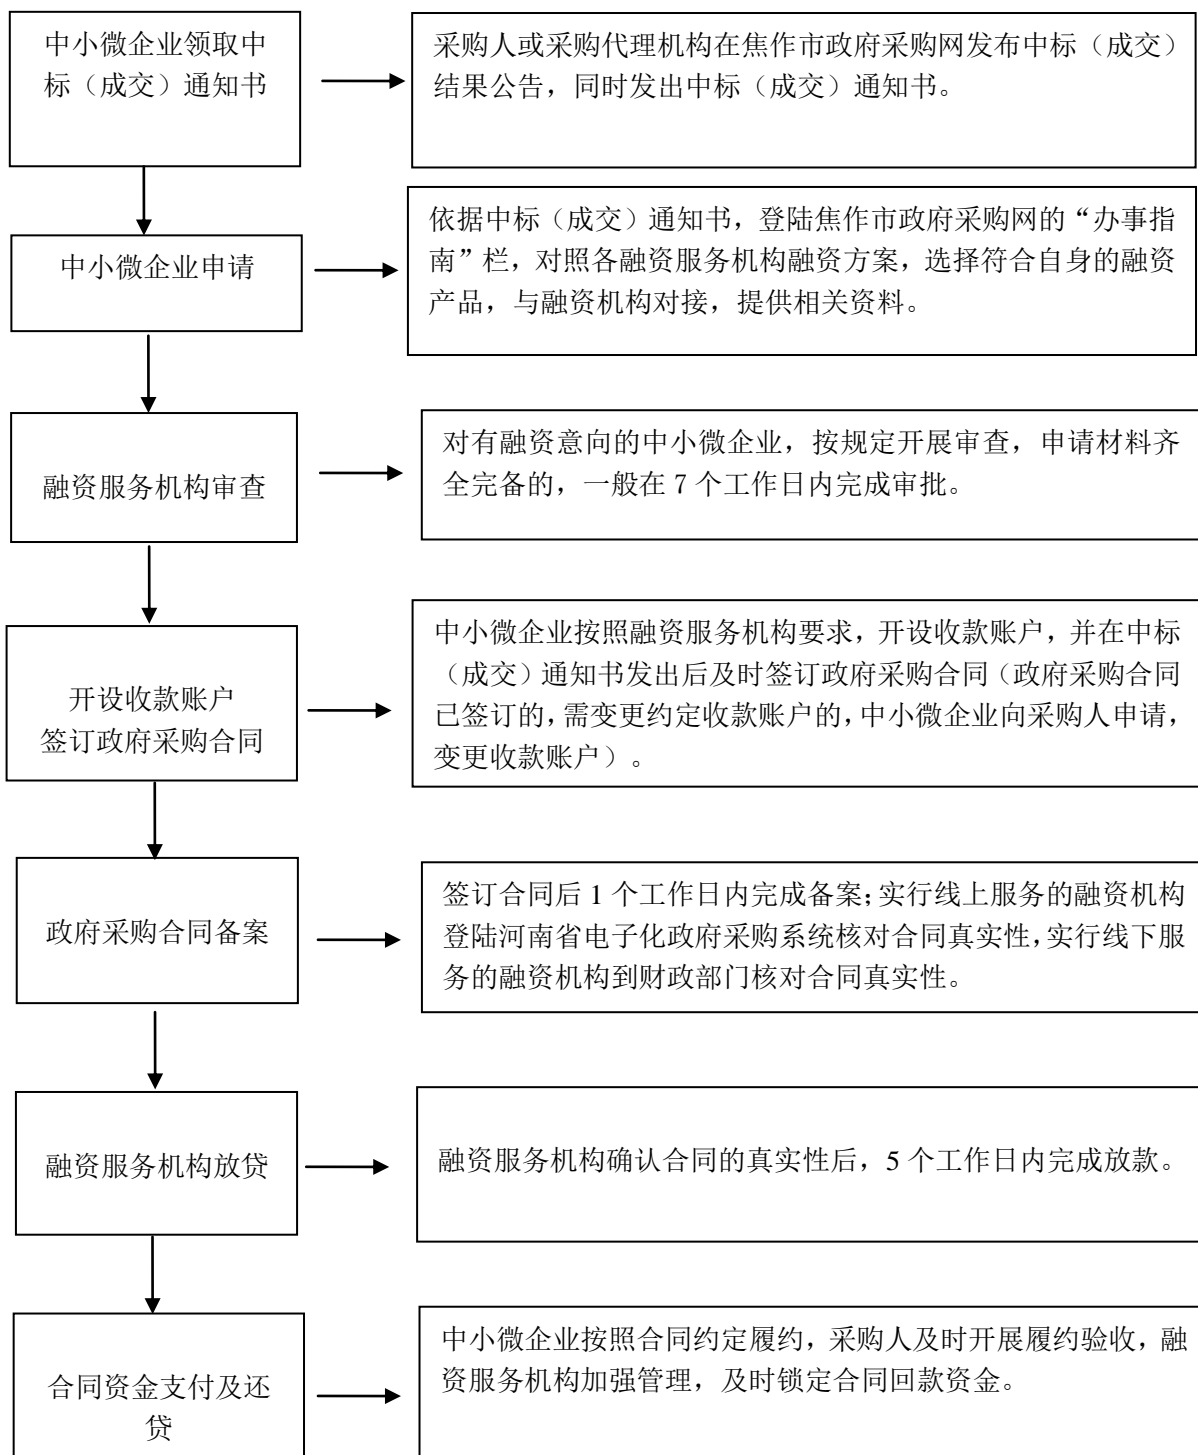 中小微企业领取中
标（成交）通知书
采购人或采购代理机构在焦作市政府采购网发布中标（成交）
结果公告，同时发出中标（成交）通知书。
中小微企业申请
依据中标（成交）通知书，登陆焦作市政府采购网的“办事指
南”栏，对照各融资服务机构融资方案，选择符合自身的融资
产品，与融资机构对接，提供相关资料。
融资服务机构审查
对有融资意向的中小微企业，按规定开展审查，申请材料齐
全完备的，一般在 7 个工作日内完成审批。
开设收款账户
签订政府采购合同
中小微企业按照融资服务机构要求，开设收款账户，并在中标
（成交）通知书发出后及时签订政府采购合同（政府采购合同
已签订的，需变更约定收款账户的，中小微企业向采购人申请，
变更收款账户）。
政府采购合同备案
签订合同后 1 个工作日内完成备案；实行线上服务的融资机构
登陆河南省电子化政府采购系统核对合同真实性，实行线下服
务的融资机构到财政部门核对合同真实性。
融资服务机构放贷
融资服务机构确认合同的真实性后，5 个工作日内完成放款。
合同资金支付及还
贷
中小微企业按照合同约定履约，采购人及时开展履约验收，融
资服务机构加强管理，及时锁定合同回款资金。